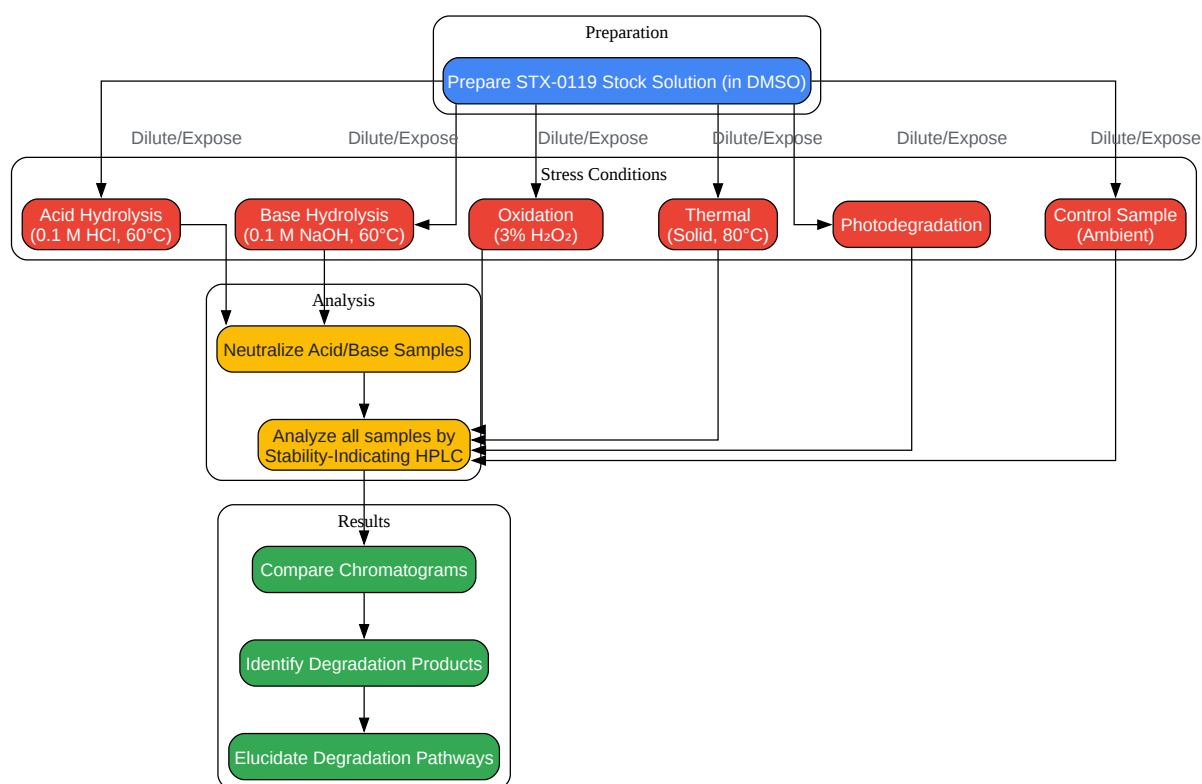 Preparation
Prepare STX-0119 Stock Solution (in DMSO)
Dilute/Expose
Dilute/Expose
Dilute/Expose
Dilute/Expose
Dilute/Expose
Dilute/Expose
Stress Conditions
Acid Hydrolysis
(0.1 M HCl, 60°C)
Base Hydrolysis
(0.1 M NaOH, 60°C)
Oxidation
(3% H₂O₂)
Thermal
(Solid, 80°C)
Photodegradation
Control Sample
(Ambient)
Analysis
Neutralize Acid/Base Samples
Analyze all samples by
Stability-Indicating HPLC
Results
Compare Chromatograms
Identify Degradation Products
Elucidate Degradation Pathways